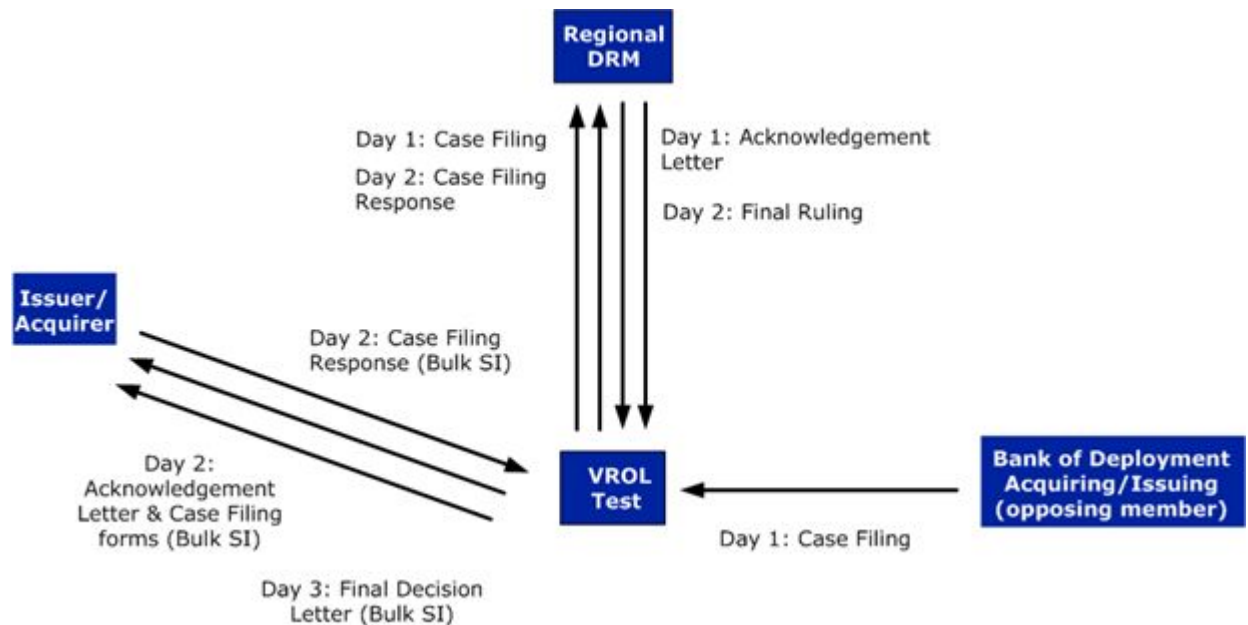 Regional
DRM
Day 1: Case Filing
Day 2: Case Filing
Response
Day 1: Acknowledgement
Letter
Day 2: Final Ruling
Issuer/
Acquirer
Day 2: Case Filing
Response (Bulk SI)
Day 2:
Acknowledgement
Letter & Case Filing
forms (Bulk SI)
Day 3: Final Decision
Letter (Bulk SI)
VROL
Test
Bank of Deployment
Acquiring/Issuing
(opposing member)
Day 1: Case Filing